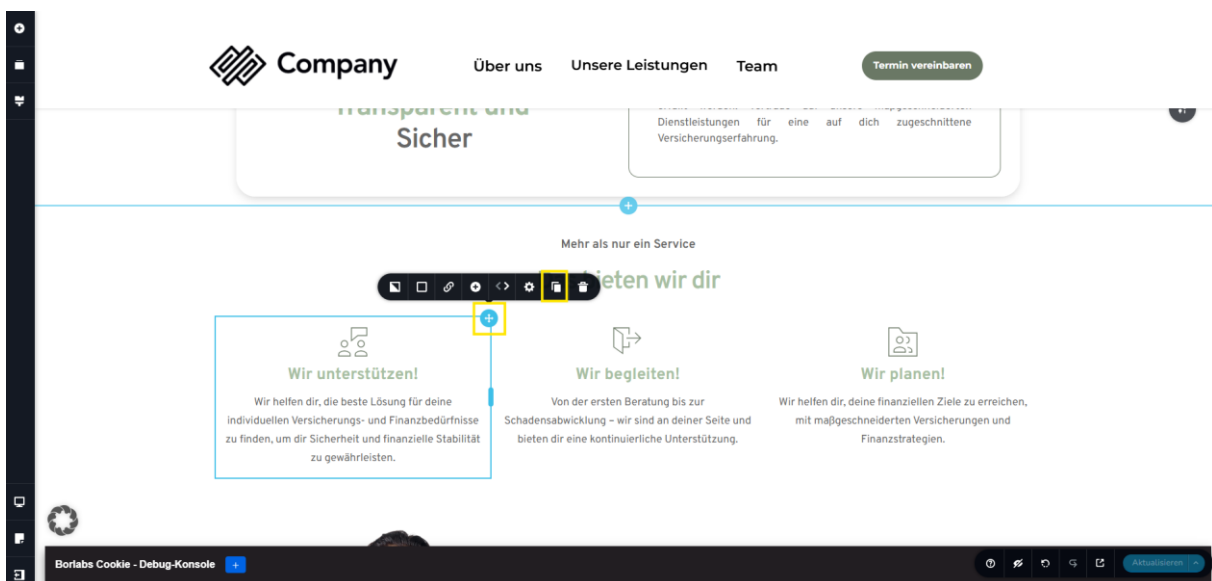 Company
Über uns
Unsere Leistungen
Team
Termin vereinbaren
Transparent und
Sicher
Dienstleistungen für eine auf dich zugeschnittene
Versicherungserfahrung.
Mehr als nur ein Service
bieten wir dir
Wir unterstützen!
Wir helfen dir, die beste Lösung für deine
individuellen Versicherungs- und Finanzbedürfnisse
zu finden, um dir Sicherheit und finanzielle Stabilität
zu gewährleisten.
Wir begleiten!
Von der ersten Beratung bis zur
Schadensabwicklung – wir sind an deiner Seite und
bieten dir eine kontinuierliche Unterstützung.
Wir planen!
Wir helfen dir, deine finanziellen Ziele zu erreichen,
mit maßgeschneiderten Versicherungen und
Finanzstrategien.
Borlabs Cookie - Debug-Konsole
Aktualisieren